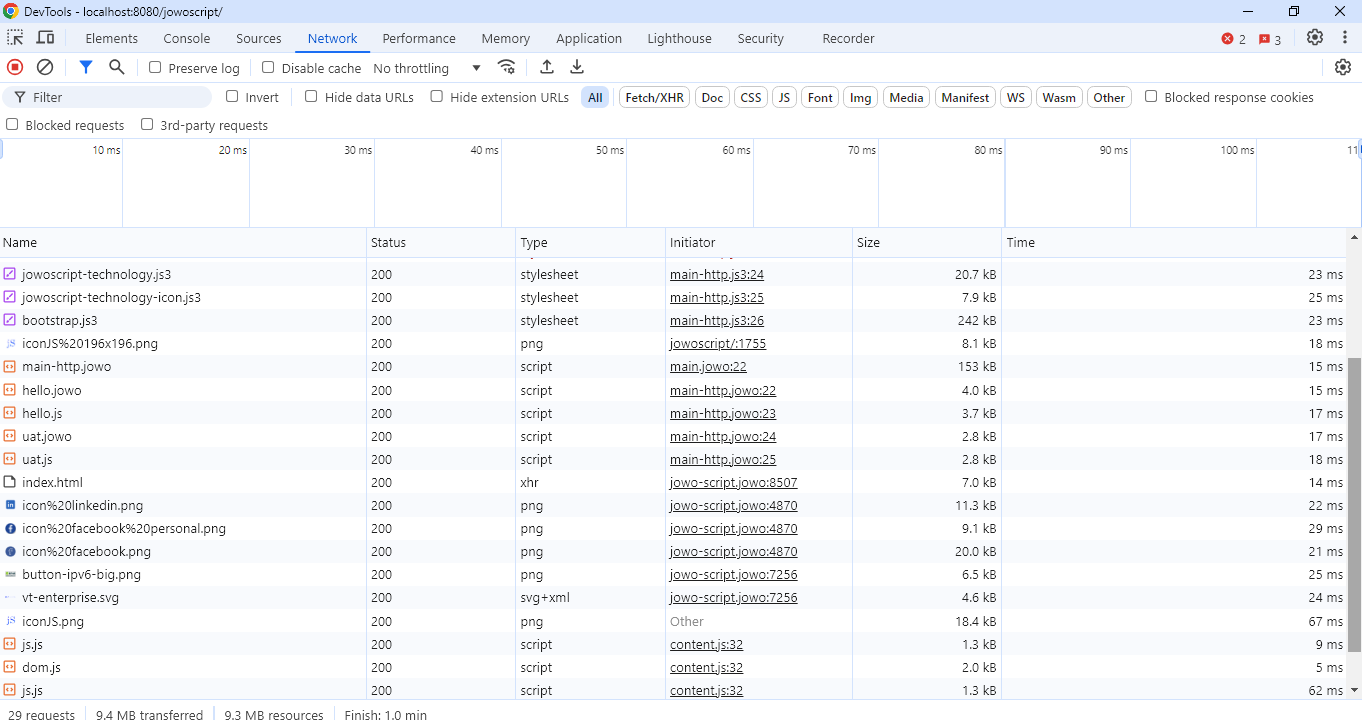 DevTools - localhost:8080/jowoscript/
Elements Console Sources Network Performance Memory Application Lighthouse Security Recorder 2 3
Preserve log Disable cache No throttling
Filter Invert Hide data URLs Hide extension URLs All Fetch/XHR Doc CSS JS Font Img Media Manifest WS Wasm Other Blocked response cookies
Blocked requests 3rd-party requests
10 ms 20 ms 30 ms 40 ms 50 ms 60 ms 70 ms 80 ms 90 ms 100 ms 11
Name Status Type Initiator Size Time
jowoscript-technology.js3 200 stylesheet main-http.js3:24 20.7 kB 23 ms
jowoscript-technology-icon.js3 200 stylesheet main-http.js3:25 7.9 kB 25 ms
bootstrap.js3 200 stylesheet main-http.js3:26 242 kB 23 ms
iconJS%20196x196.png 200 png jowoscript/:1755 8.1 kB 18 ms
main-http.jowo 200 script main.jowo:22 153 kB 15 ms
hello.jowo 200 script main-http.jowo:22 4.0 kB 15 ms
hello.js 200 script main-http.jowo:23 3.7 kB 17 ms
uat.jowo 200 script main-http.jowo:24 2.8 kB 17 ms
uat.js 200 script main-http.jowo:25 2.8 kB 18 ms
index.html 200 xhr jowo-script.jowo:8507 7.0 kB 14 ms
icon%20linkedin.png 200 png jowo-script.jowo:4870 11.3 kB 22 ms
icon%20facebook%20personal.png 200 png jowo-script.jowo:4870 9.1 kB 29 ms
icon%20facebook.png 200 png jowo-script.jowo:4870 20.0 kB 21 ms
button-ipv6-big.png 200 png jowo-script.jowo:7256 6.5 kB 25 ms
vt-enterprise.svg 200 svg+xml jowo-script.jowo:7256 4.6 kB 24 ms
iconJS.png 200 png Other 18.4 kB 67 ms
js.js 200 script content.js:32 1.3 kB 9 ms
dom.js 200 script content.js:32 2.0 kB 5 ms
js.js 200 script content.js:32 1.3 kB 62 ms
29 requests 9.4 MB transferred 9.3 MB resources Finish: 1.0 min